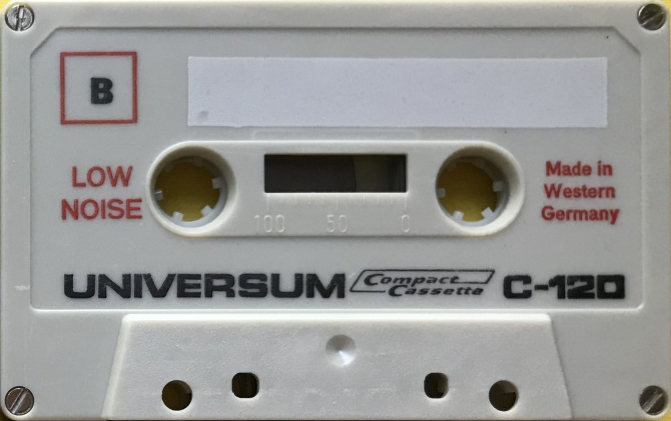 B
LOW
NOISE
Made in
Western
Germany
100 50 0
UNIVERSUM Compact Cassette C-120